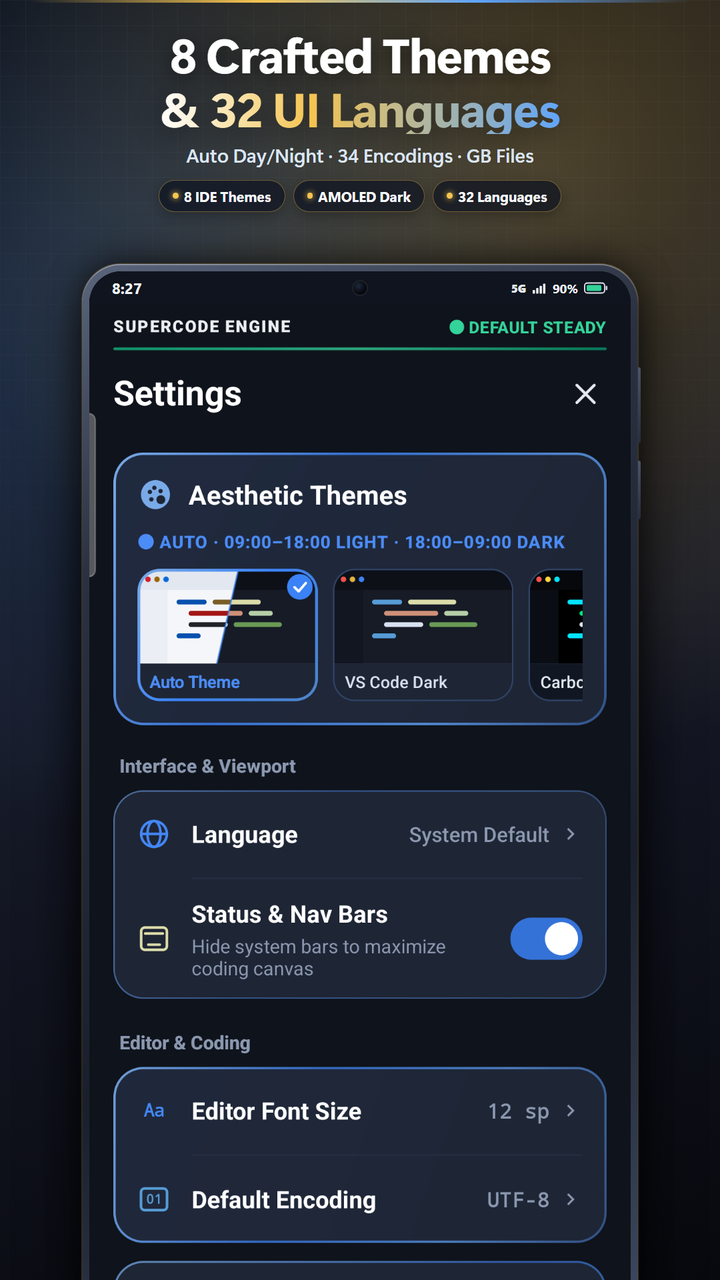 8 Crafted Themes
& 32 UI Languages
Auto Day/Night · 34 Encodings · GB Files
8 IDE Themes
AMOLED Dark
32 Languages
8:27
5G
90%
SUPERCODE ENGINE
DEFAULT STEADY
Settings
Aesthetic Themes
AUTO · 09:00–18:00 LIGHT · 18:00–09:00 DARK
Auto Theme
VS Code Dark
Carbo
Interface & Viewport
Language
System Default
Status & Nav Bars
Hide system bars to maximize
coding canvas
Editor & Coding
Aa
Editor Font Size
12 sp
01
Default Encoding
UTF-8